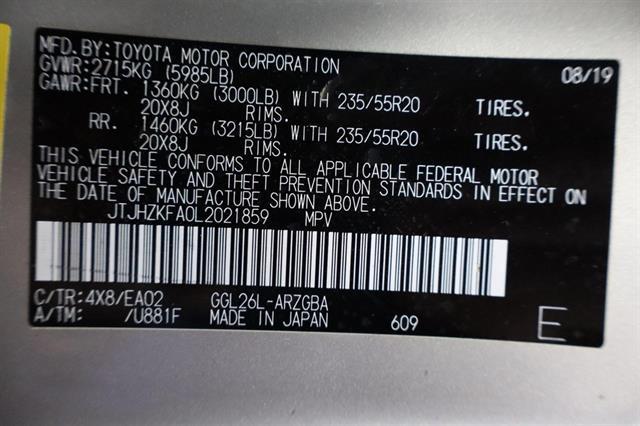 MFD.BY:TOYOTA MOTOR CORPORATION 08/19
GVWR:2715KG (5985LB)
GAWR:FRT. 1360KG (3000LB) WITH 235/55R20 TIRES.
20X8J RIMS.
RR. 1460KG (3215LB) WITH 235/55R20 TIRES.
20X8J RIMS.
THIS VEHICLE CONFORMS TO ALL APPLICABLE FEDERAL MOTOR
VEHICLE SAFETY AND THEFT PREVENTION STANDARDS IN EFFECT ON
THE DATE OF MANUFACTURE SHOWN ABOVE.
JTJHZKFA0L2021859 MPV
C/TR:4X8/EA02 GGL26L-ARZGBA
A/TM: /U881F MADE IN JAPAN 609 E